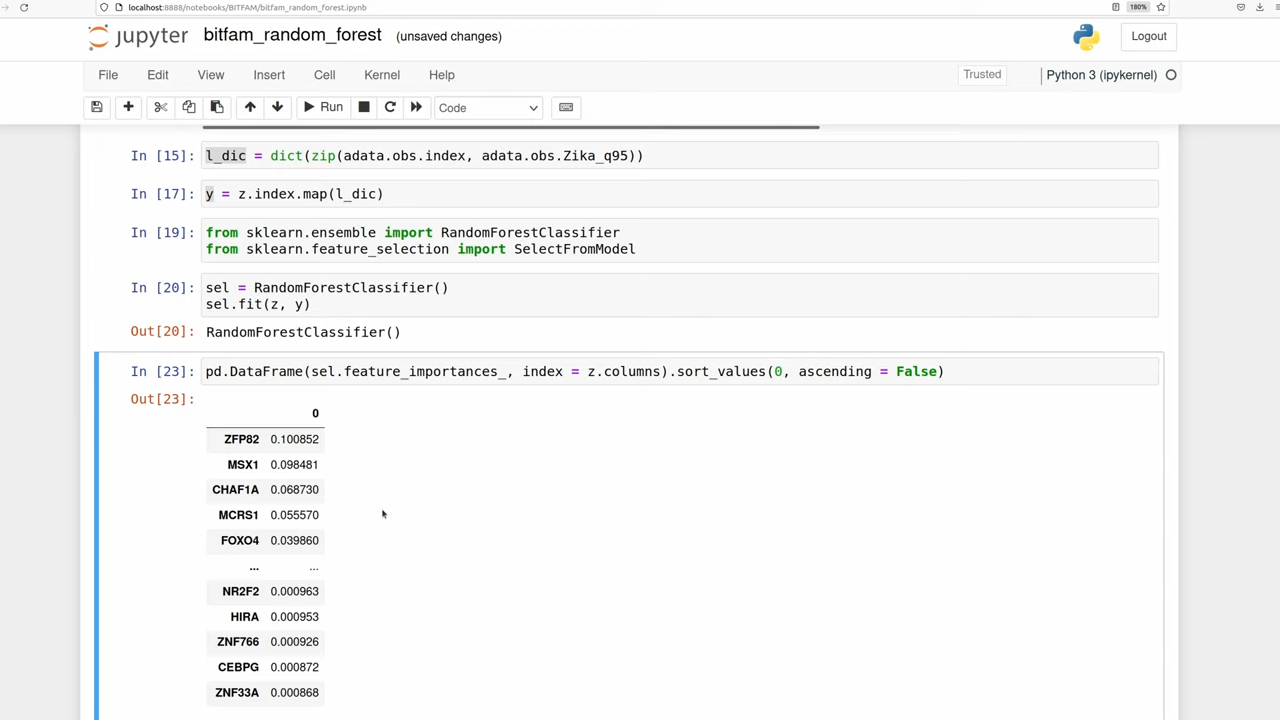 localhost:8888/notebooks/BITFAM/bitfam_random_forest.ipynb
180%
jupyter bitfam_random_forest (unsaved changes)
Logout
File Edit View Insert Cell Kernel Help
Trusted
Python 3 (ipykernel)
Run
Code
In [15]: l_dic = dict(zip(adata.obs.index, adata.obs.Zika_q95))
In [17]: y = z.index.map(l_dic)
In [19]: from sklearn.ensemble import RandomForestClassifier
from sklearn.feature_selection import SelectFromModel
In [20]: sel = RandomForestClassifier()
sel.fit(z, y)
Out[20]: RandomForestClassifier()
In [23]: pd.DataFrame(sel.feature_importances_, index = z.columns).sort_values(0, ascending = False)
Out[23]:
0
ZFP82 0.100852
MSX1 0.098481
CHAF1A 0.068730
MCRS1 0.055570
FOXO4 0.039860
... ...
NR2F2 0.000963
HIRA 0.000953
ZNF766 0.000926
CEBPG 0.000872
ZNF33A 0.000868